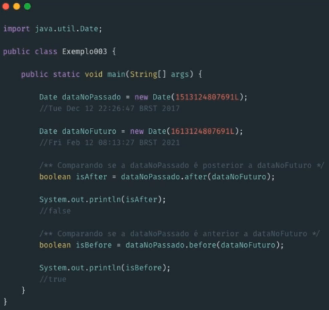 import java.util.Date;
public class Exemplo003 {
public static void main(String[] args) {
Date dataNoPassado = new Date(1513124807691L);
//Tue Dec 12 22:26:47 BRST 2017
Date dataNoFuturo = new Date(1613124807691L);
//Fri Feb 12 08:13:27 BRST 2021
/** Comparando se a dataNoPassado é posterior a dataNoFuturo */
boolean isAfter = dataNoPassado.after(dataNoFuturo);
System.out.println(isAfter);
//false
/** Comparando se a dataNoPassado é anterior a dataNoFuturo */
boolean isBefore = dataNoPassado.before(dataNoFuturo);
System.out.println(isBefore);
//true
}
}